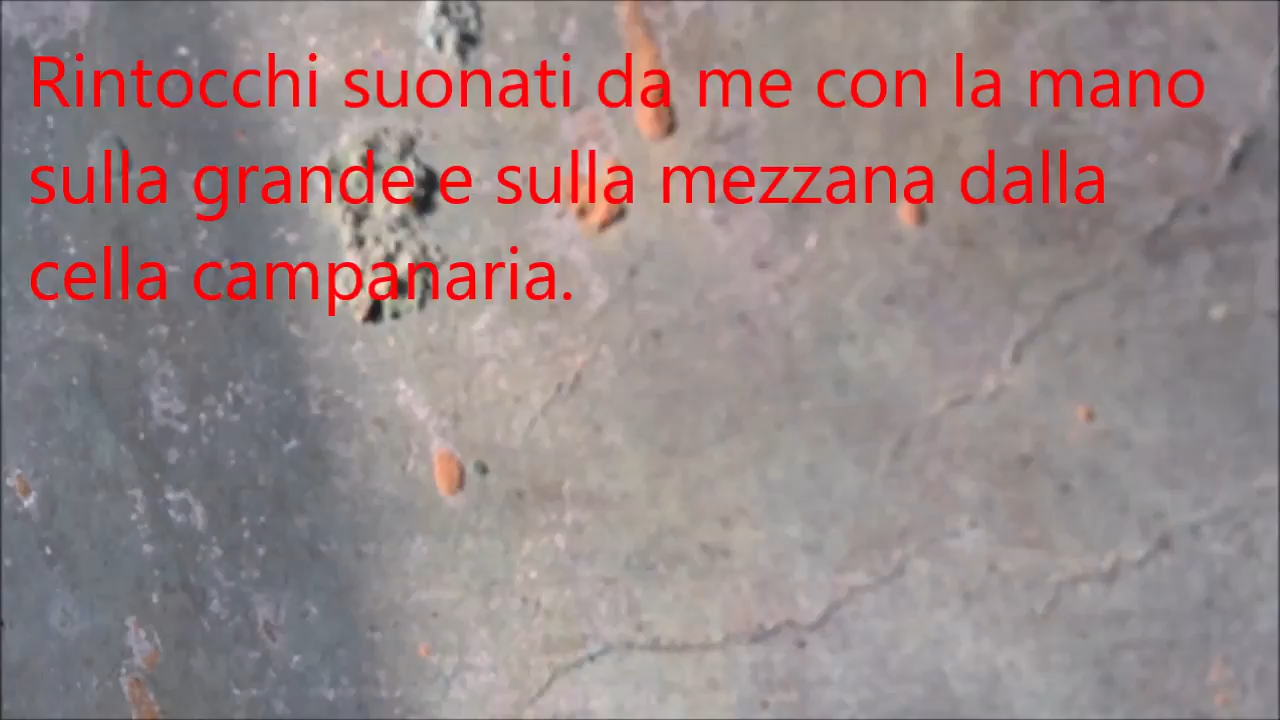 Rintocchi suonati da me con la mano
sulla grande e sulla mezzana dalla
cella campanaria.